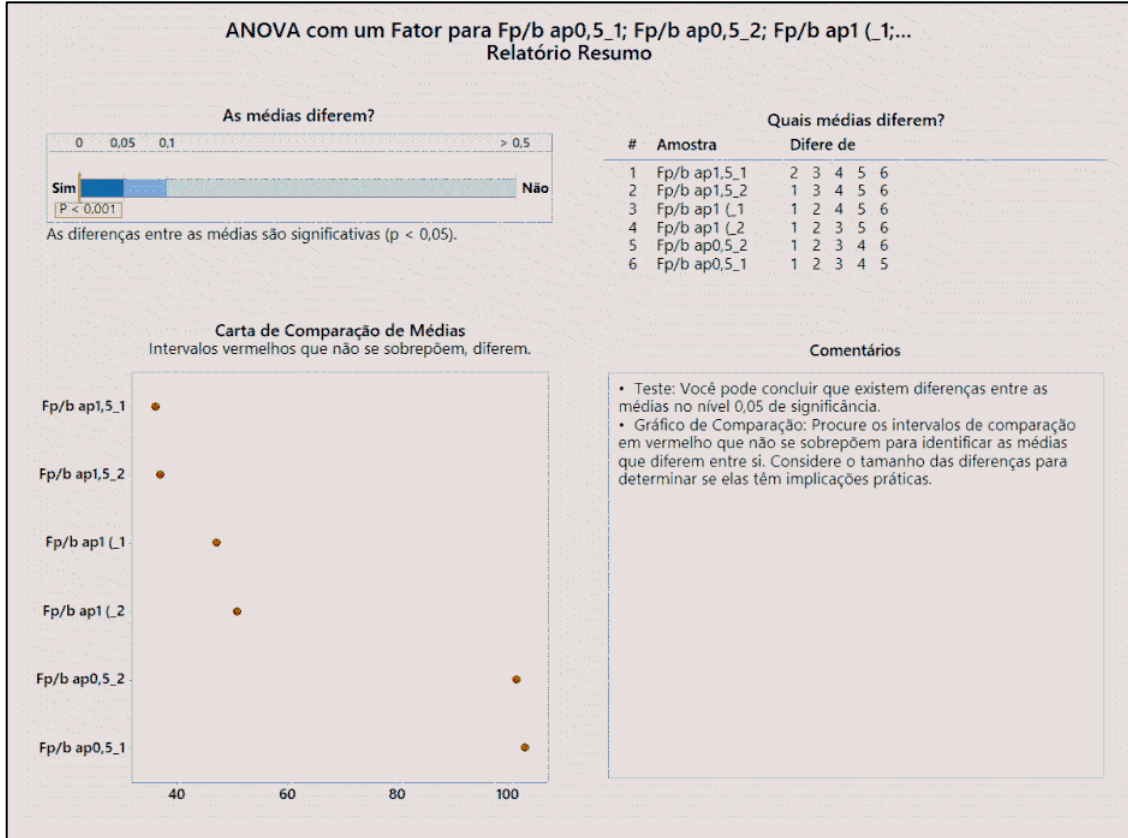 ANOVA com um Fator para Fp/b ap0,5_1; Fp/b ap0,5_2; Fp/b ap1 (_1;...
Relatório Resumo
As médias diferem?
0 0,05 0,1 > 0,5
Sim Não
P < 0,001
As diferenças entre as médias são significativas (p < 0,05).
Quais médias diferem?
# Amostra Difere de
1 Fp/b ap1,5_1 2 3 4 5 6
2 Fp/b ap1,5_2 1 3 4 5 6
3 Fp/b ap1 (_1 1 2 4 5 6
4 Fp/b ap1 (_2 1 2 3 5 6
5 Fp/b ap0,5_2 1 2 3 4 6
6 Fp/b ap0,5_1 1 2 3 4 5
Carta de Comparação de Médias
Intervalos vermelhos que não se sobrepõem, diferem.
Fp/b ap1,5_1
Fp/b ap1,5_2
Fp/b ap1 (_1
Fp/b ap1 (_2
Fp/b ap0,5_2
Fp/b ap0,5_1
40 60 80 100
Comentários
• Teste: Você pode concluir que existem diferenças entre as
médias no nível 0,05 de significância.
• Gráfico de Comparação: Procure os intervalos de comparação
em vermelho que não se sobrepõem para identificar as médias
que diferem entre si. Considere o tamanho das diferenças para
determinar se elas têm implicações práticas.